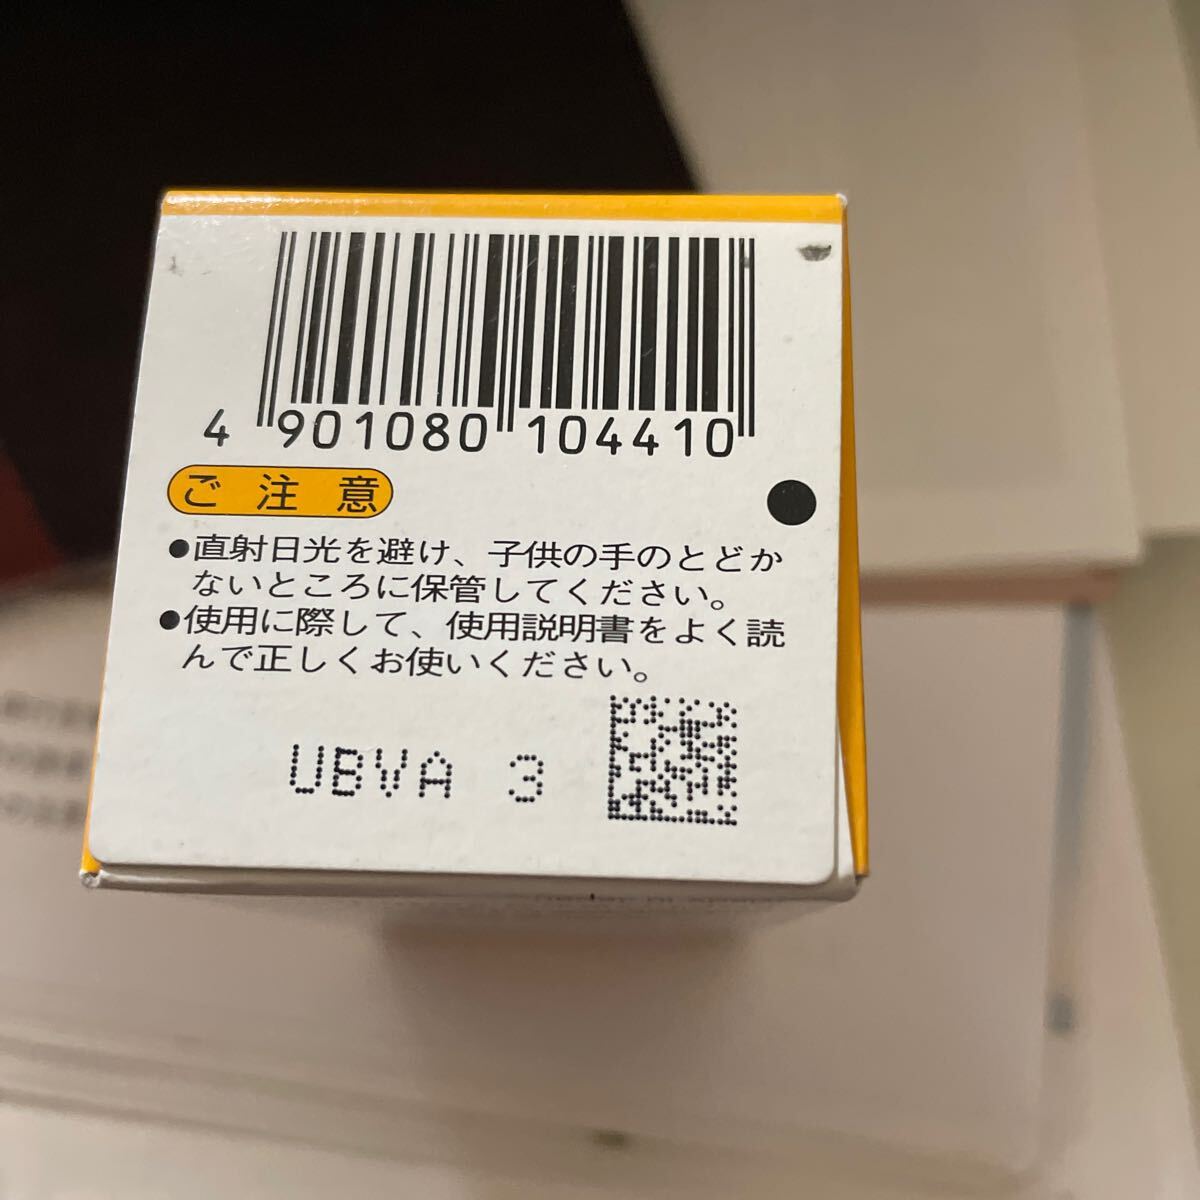 4 901080 104410
ご注意
●直射日光を避け、子供の手のとどか
ないところに保管してください。
●使用に際して、使用説明書をよく読
んで正しくお使いください。
UBVA 3